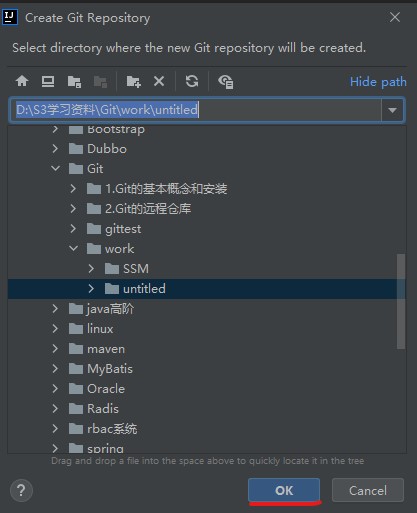 IJ Create Git Repository
Select directory where the new Git repository will be created.
Hide path
D:\S3学习资料\Git\work\untitled
Bootstrap
Dubbo
Git
1.Git的基本概念和安装
2.Git的远程仓库
gittest
work
SSM
untitled
java高阶
linux
maven
MyBatis
Oracle
Radis
rbac系统
spring
Drag and drop a file into the space above to quickly locate it in the tree
? OK Cancel